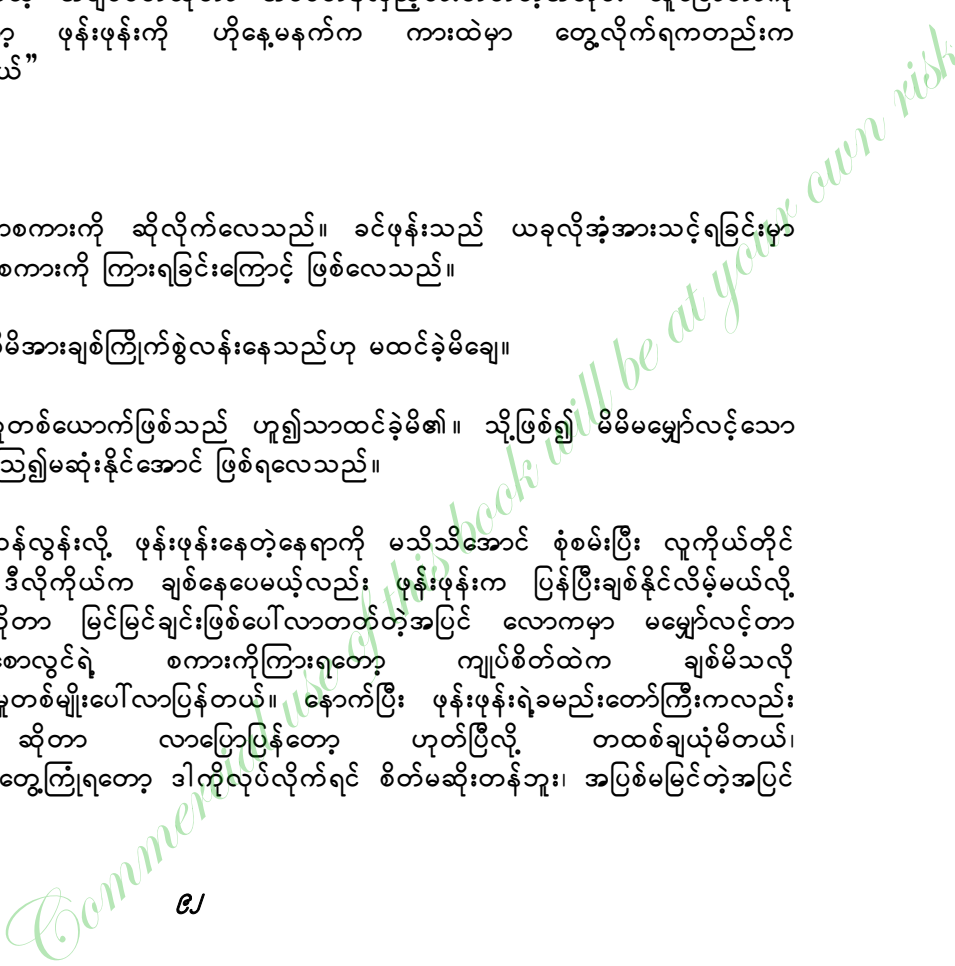 ဖုန်းဖုန်းကို ဟိုနေ့မနက်က ကားထဲမှာ တွေ့လိုက်ရကတည်းက
ယ်”
စကားကို ဆိုလိုက်လေသည်။ ခင်ဖုန်းသည် ယခုလိုအံ့အားသင့်ရခြင်းမှာ
စကားကို ကြားရခြင်းကြောင့် ဖြစ်လေသည်။
မိမိအားချစ်ကြိုက်စွဲလန်းနေသည်ဟု မထင်ခဲ့မိချေ။
တစ်ယောက်ဖြစ်သည် ဟူ၍သာထင်ခဲ့မိ၏။ သို့ဖြစ်၍ မိမိမမျှော်လင့်သော
ဩ၍မဆုံးနိုင်အောင် ဖြစ်ရလေသည်။
ဖုန်းဖုန်းနေတဲ့နေရာကို မသိသိအောင် စုံစမ်းပြီး လူကိုယ်တိုင်
ဒီလိုကိုယ်က ချစ်နေပေမယ့်လည်း ဖုန်းဖုန်းက ပြန်ပြီးချစ်နိုင်လိမ့်မယ်လို့
မြင်မြင်ချင်းဖြစ်ပေါ်လာတတ်တဲ့အပြင် လောကမှာ မမျှော်လင့်တာ
စကားကိုကြားရတော့ ကျုပ်စိတ်ထဲက ချစ်မိသလို
မှုတစ်မျိုးပေါ်လာပြန်တယ်။ နောက်ပြီး ဖုန်းဖုန်းရဲ့ခမည်းတော်ကြီးကလည်း
ဆိုတာ လာပြောပြန်တော့ ဟုတ်ပြီလို့ တထစ်ချယုံမိတယ်၊
တွေ့ကြုံရတော့ ဒါကိုလုပ်လိုက်ရင် စိတ်မဆိုးတန်ဘူး၊ အပြစ်မမြင်တဲ့အပြင်
၉၂
Commercial use of this book will be at your own risk